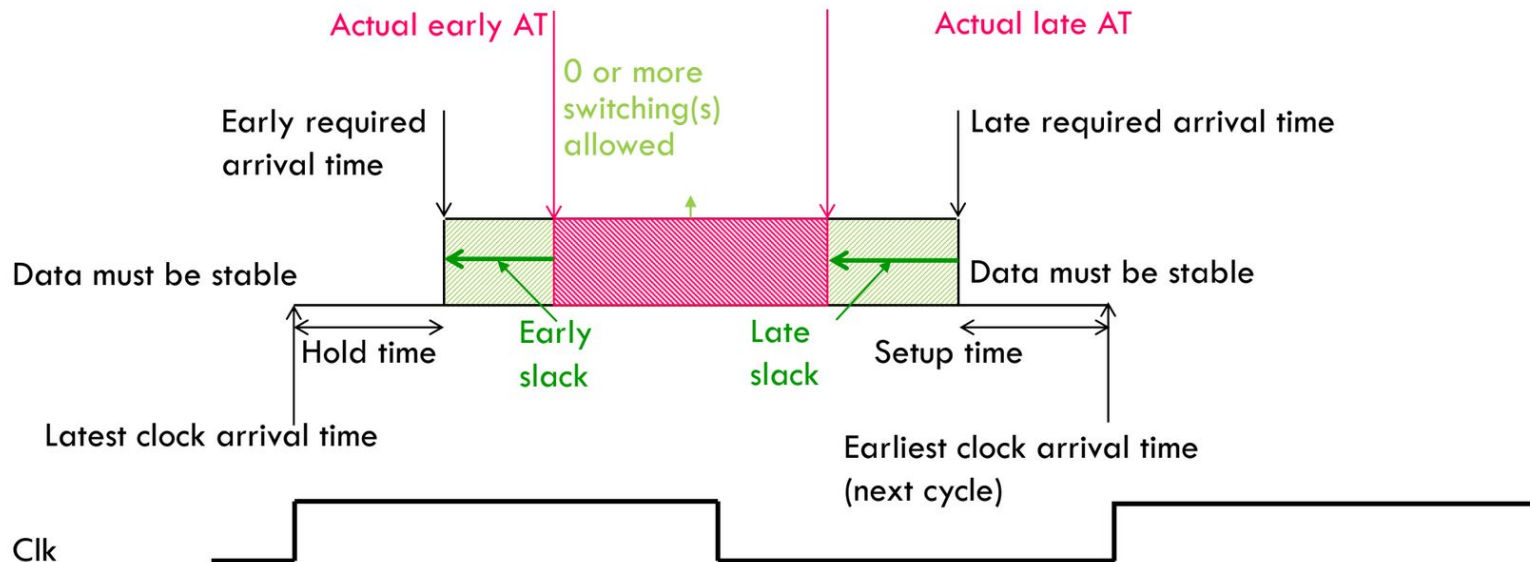 Actual early AT
Actual late AT
0 or more
switching(s)
allowed
Early required
arrival time
Late required arrival time
Data must be stable
Data must be stable
Hold time
Early
slack
Late
slack
Setup time
Latest clock arrival time
Earliest clock arrival time
(next cycle)
Clk